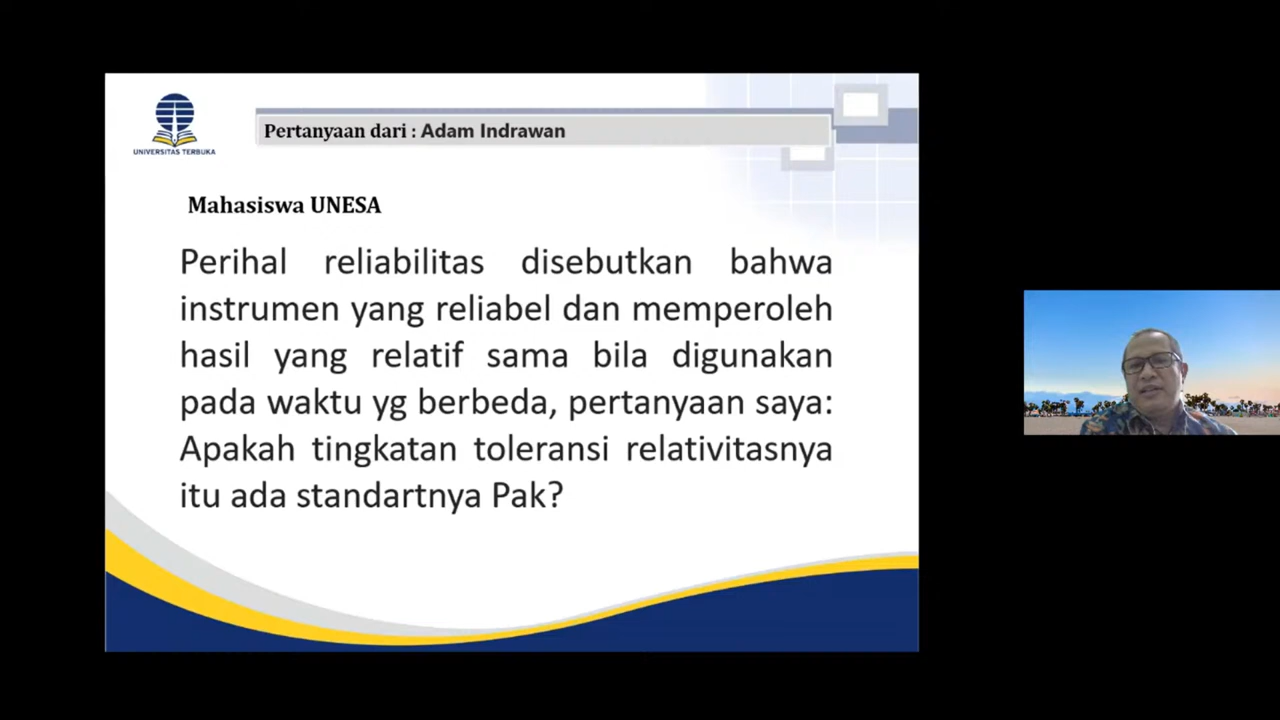 UNIVERSITAS TERBUKA
Pertanyaan dari : Adam Indrawan
Mahasiswa UNESA
Perihal reliabilitas disebutkan bahwa
instrumen yang reliabel dan memperoleh
hasil yang relatif sama bila digunakan
pada waktu yg berbeda, pertanyaan saya:
Apakah tingkatan toleransi relativitasnya
itu ada standartnya Pak?